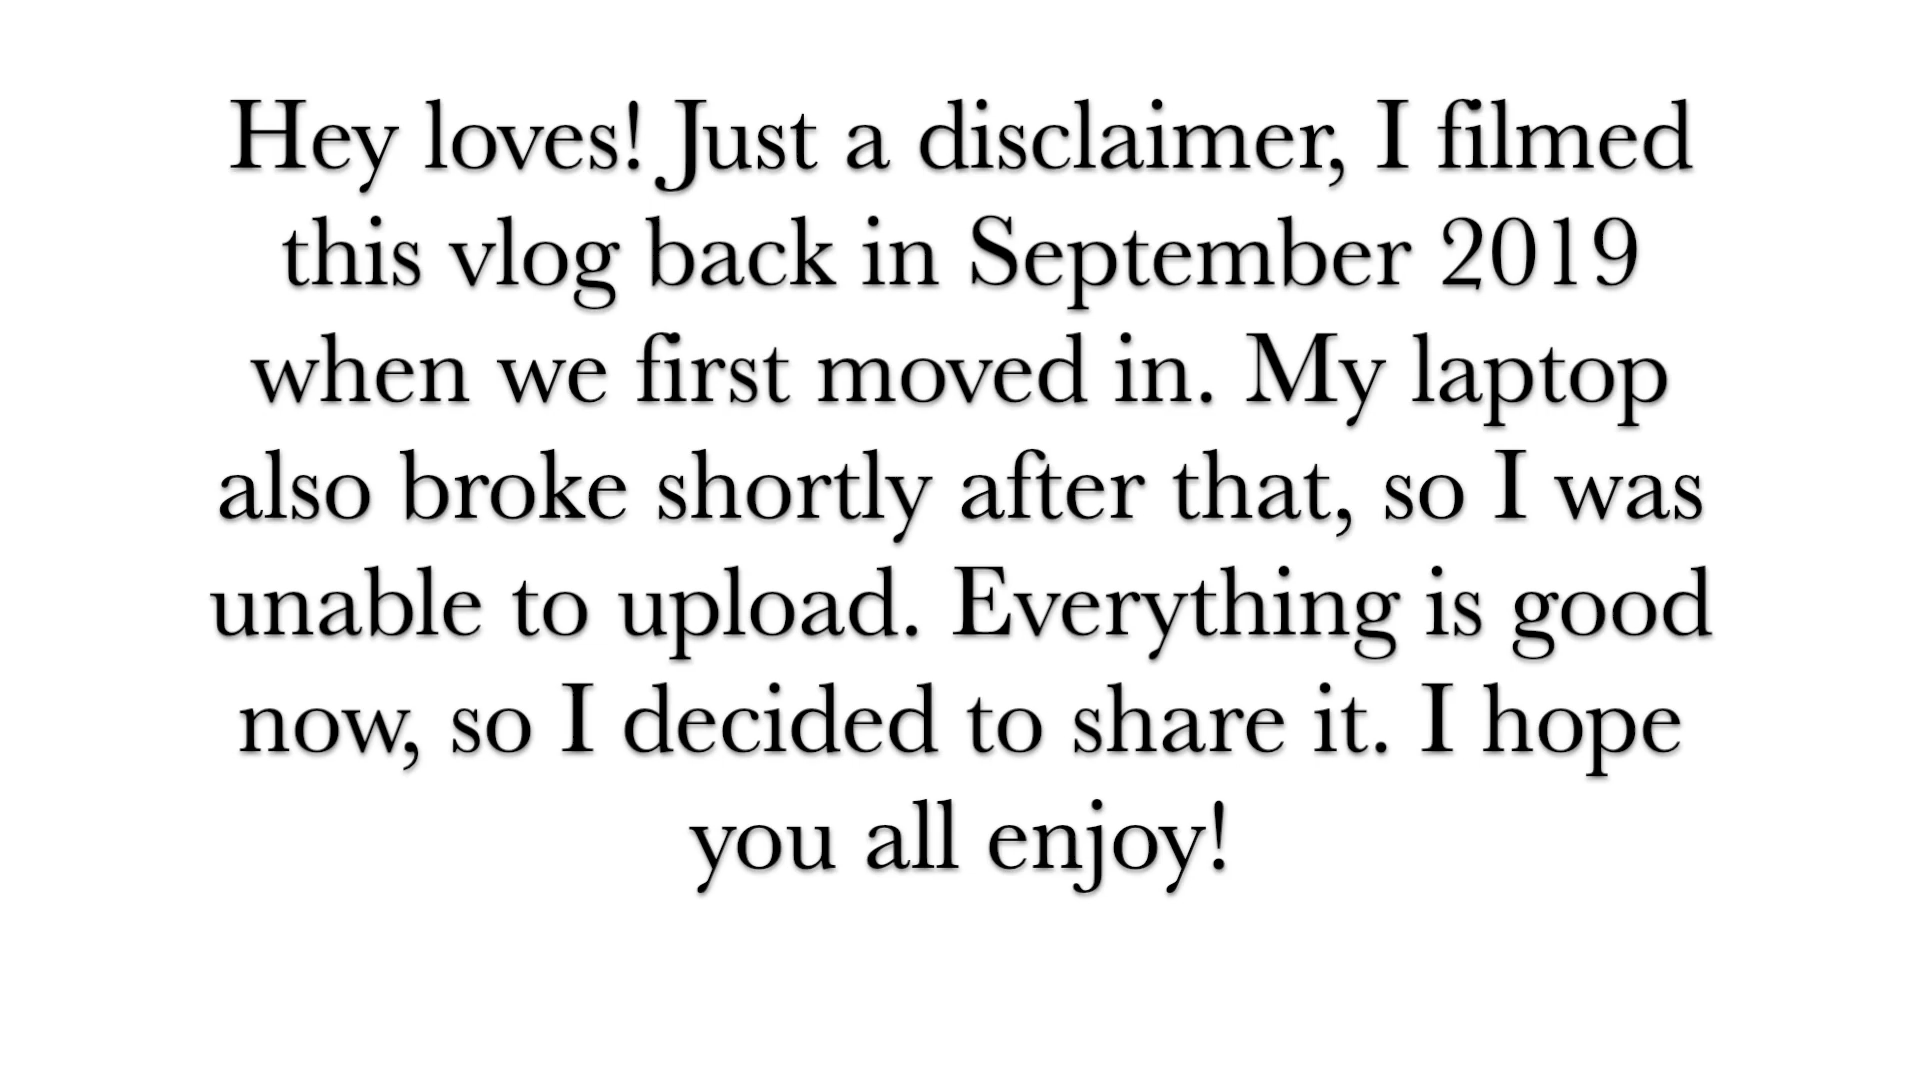 Hey loves! Just a disclaimer, I filmed
this vlog back in September 2019
when we first moved in. My laptop
also broke shortly after that, so I was
unable to upload. Everything is good
now, so I decided to share it. I hope
you all enjoy!